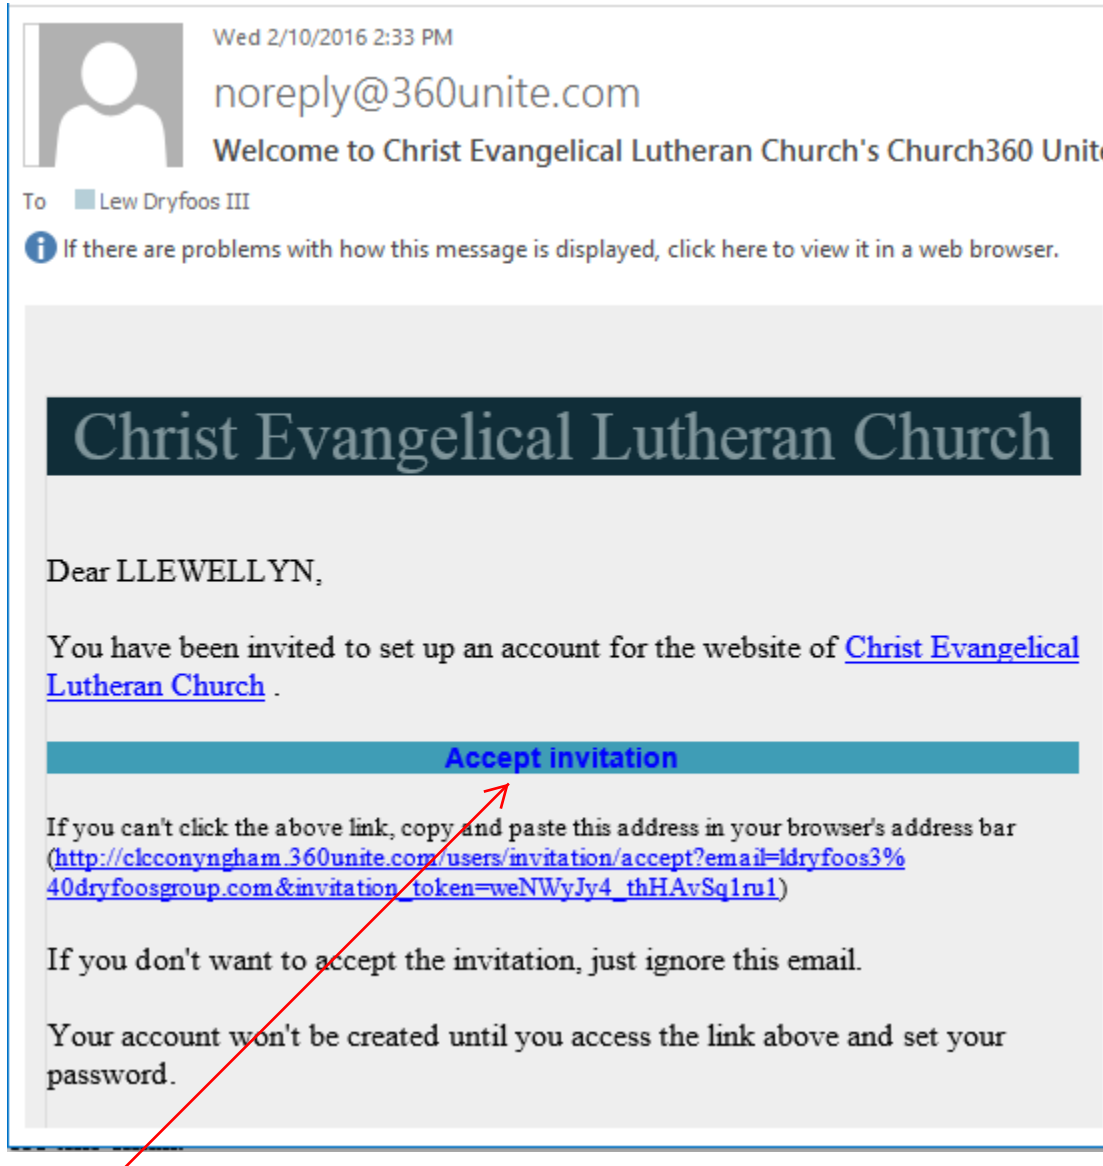 Wed 2/10/2016 2:33 PM
noreply@360unite.com
Welcome to Christ Evangelical Lutheran Church's Church360 Unite
To Lew Dryfoos III
If there are problems with how this message is displayed, click here to view it in a web browser.
Christ Evangelical Lutheran Church
Dear LLEWELLYN,
You have been invited to set up an account for the website of Christ Evangelical
Lutheran Church .
Accept invitation
If you can't click the above link, copy and paste this address in your browser's address bar
(http://clcconyngham.360unite.com/users/invitation/accept?email=ldryfoos3%
40dryfoosgroup.com&invitation_token=weNWyJy4_thHAvSq1ru1)
If you don't want to accept the invitation, just ignore this email.
Your account won't be created until you access the link above and set your
password.